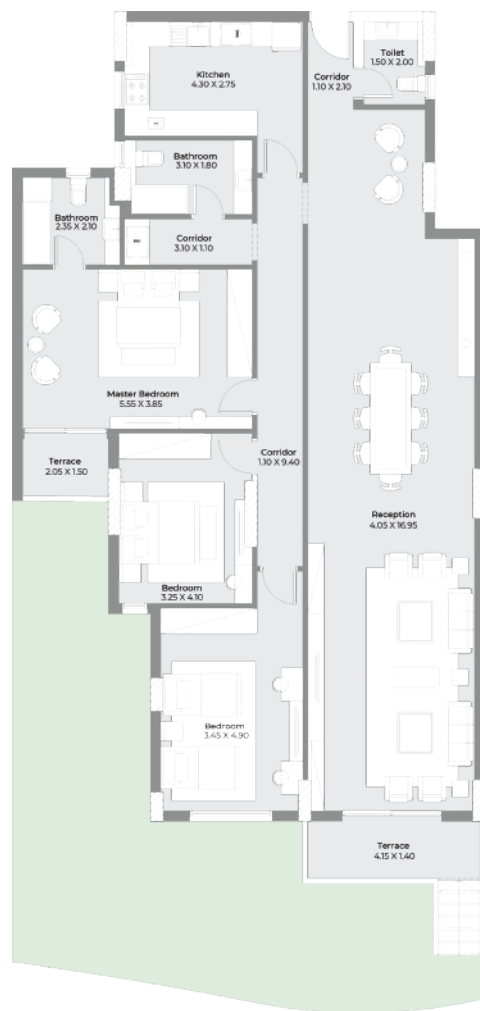 Toilet
1.50 X 2.00
Kitchen
4.30 X 2.75
Corridor
1.10 X 2.10
Bathroom
3.10 X 1.80
Bathroom
2.35 X 2.10
Corridor
3.10 X 1.10
Master Bedroom
5.55 X 3.85
Terrace
2.05 X 1.50
Corridor
1.10 X 9.40
Reception
4.05 X 16.95
Bedroom
3.25 X 4.10
Bedroom
3.45 X 4.90
Terrace
4.15 X 1.40